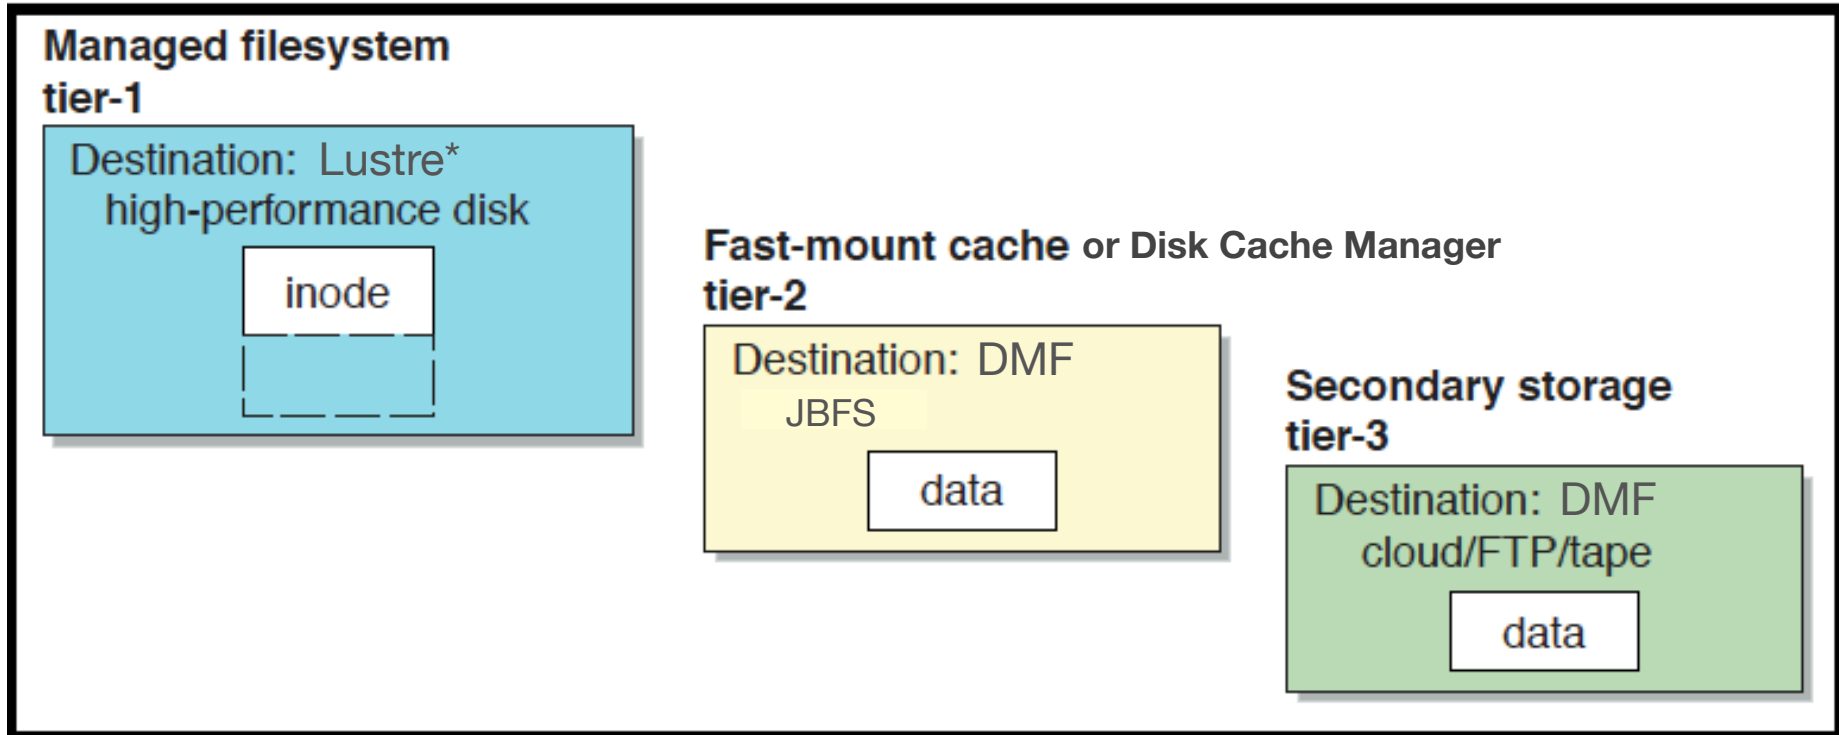 Managed filesystem
tier-1
Destination: Lustre*
high-performance disk
inode
Fast-mount cache or Disk Cache Manager
tier-2
Destination: DMF
JBFS
data
Secondary storage
tier-3
Destination: DMF
cloud/FTP/tape
data